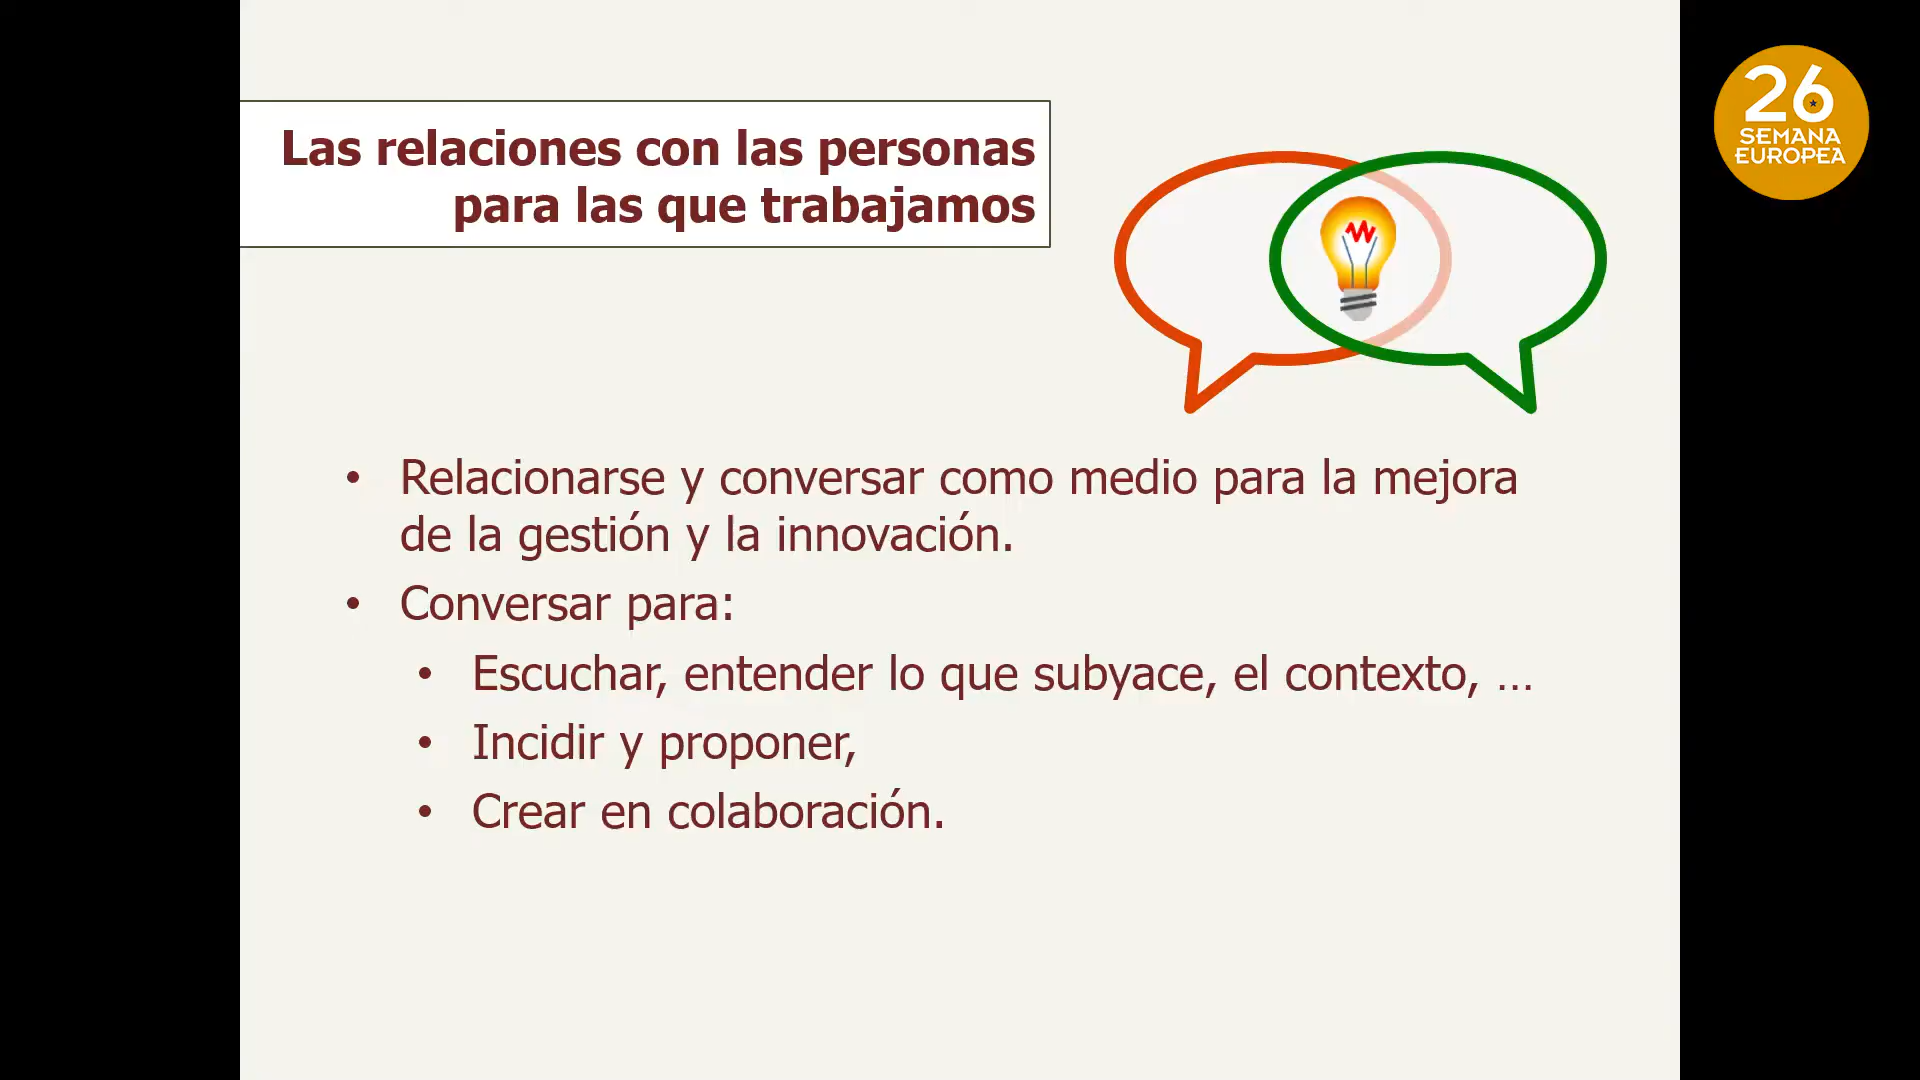 Las relaciones con las personas
para las que trabajamos
26
SEMANA
EUROPEA
• Relacionarse y conversar como medio para la mejora
de la gestión y la innovación.
• Conversar para:
• Escuchar, entender lo que subyace, el contexto, ...
• Incidir y proponer,
• Crear en colaboración.